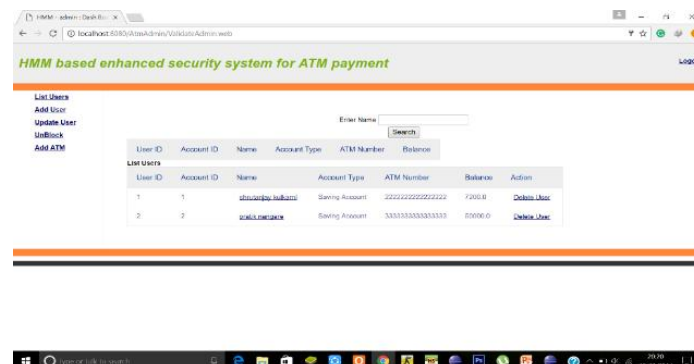 HMM - admin : Dash Bo
localhost:8080/AtmAdmin/ValidateAdmin.web
HMM based enhanced security system for ATM payment
Logo
List Users
Add User
Update User
UnBlock
Add ATM
Enter Name
Search
User ID Account ID Name Account Type ATM Number Balance
List Users
User ID Account ID Name Account Type ATM Number Balance Action
1 1 Saving Account 2222222222222222 7200.0 Delete User
2 2 Saving Account 3333333333333333 50000.0 Delete User
20:20